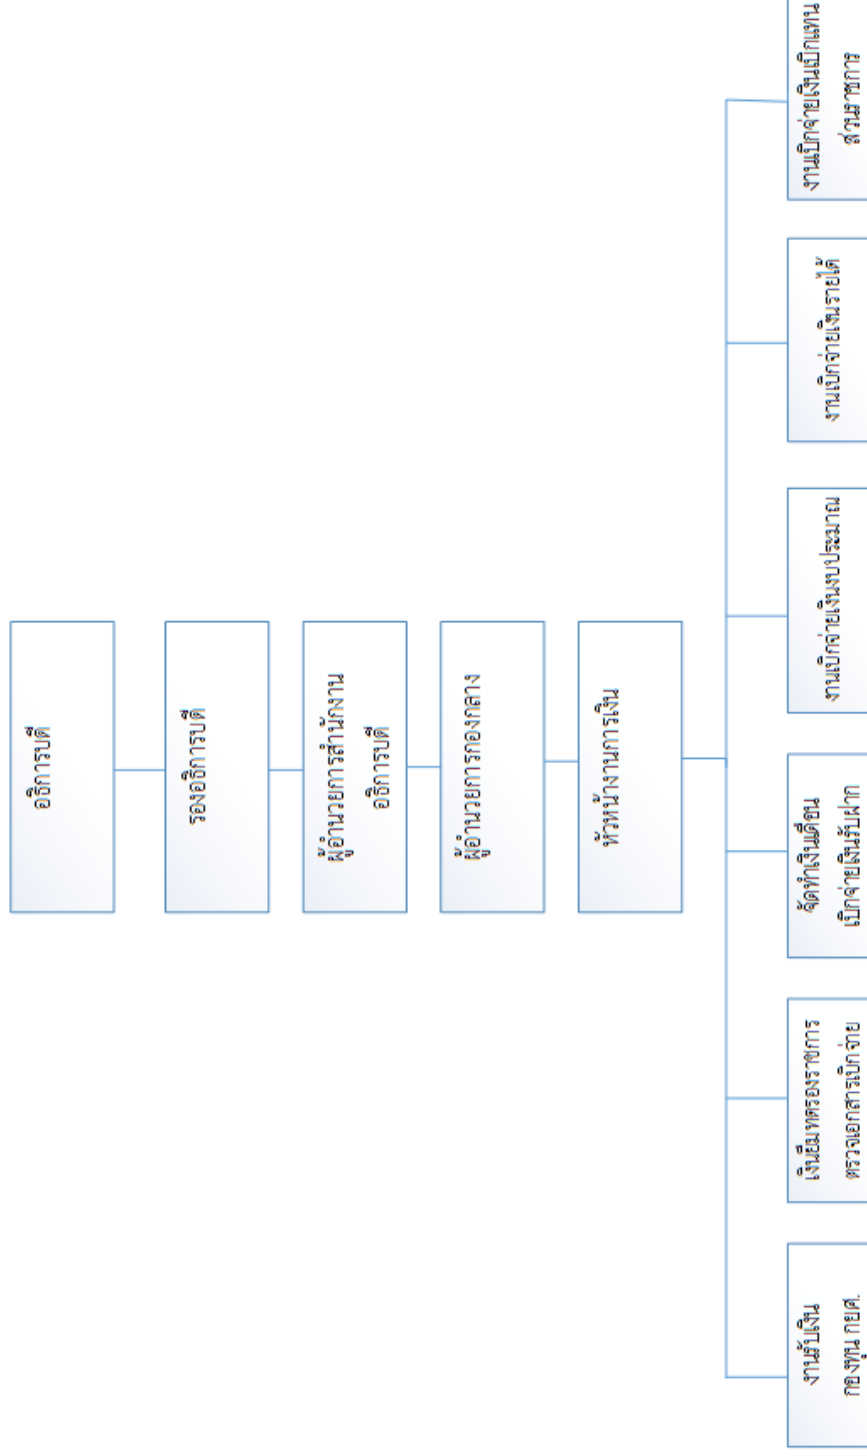 อธิการบดี
รองอธิการบดี
ผู้อำนวยการสำนักงาน
อธิการบดี
ผู้อำนวยการกองกลาง
หัวหน้างานการเงิน
งานรับเงิน
กองทุน กยศ.
เงินยืมทดรองราชการ
ตรวจเอกสารเบิกจ่าย
จัดทำเงินเดือน
เบิกจ่ายเงินรับฝาก
งานเบิกจ่ายเงินงบประมาณ
งานเบิกจ่ายเงินรายได้
งานเบิกจ่ายเงินเบิกแทน
ส่วนราชการ